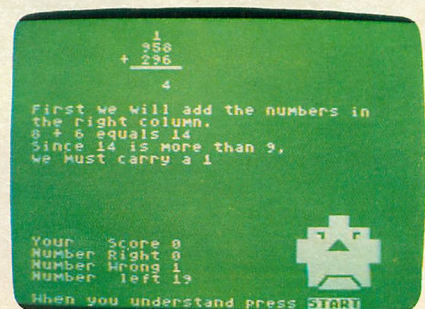 1
958
+ 296
4
First we will add the numbers in
the right column.
8 + 6 equals 14
Since 14 is more than 9,
we must carry a 1
Your Score 0
Number Right 0
Number Wrong 1
Number left 19
When you understand press START